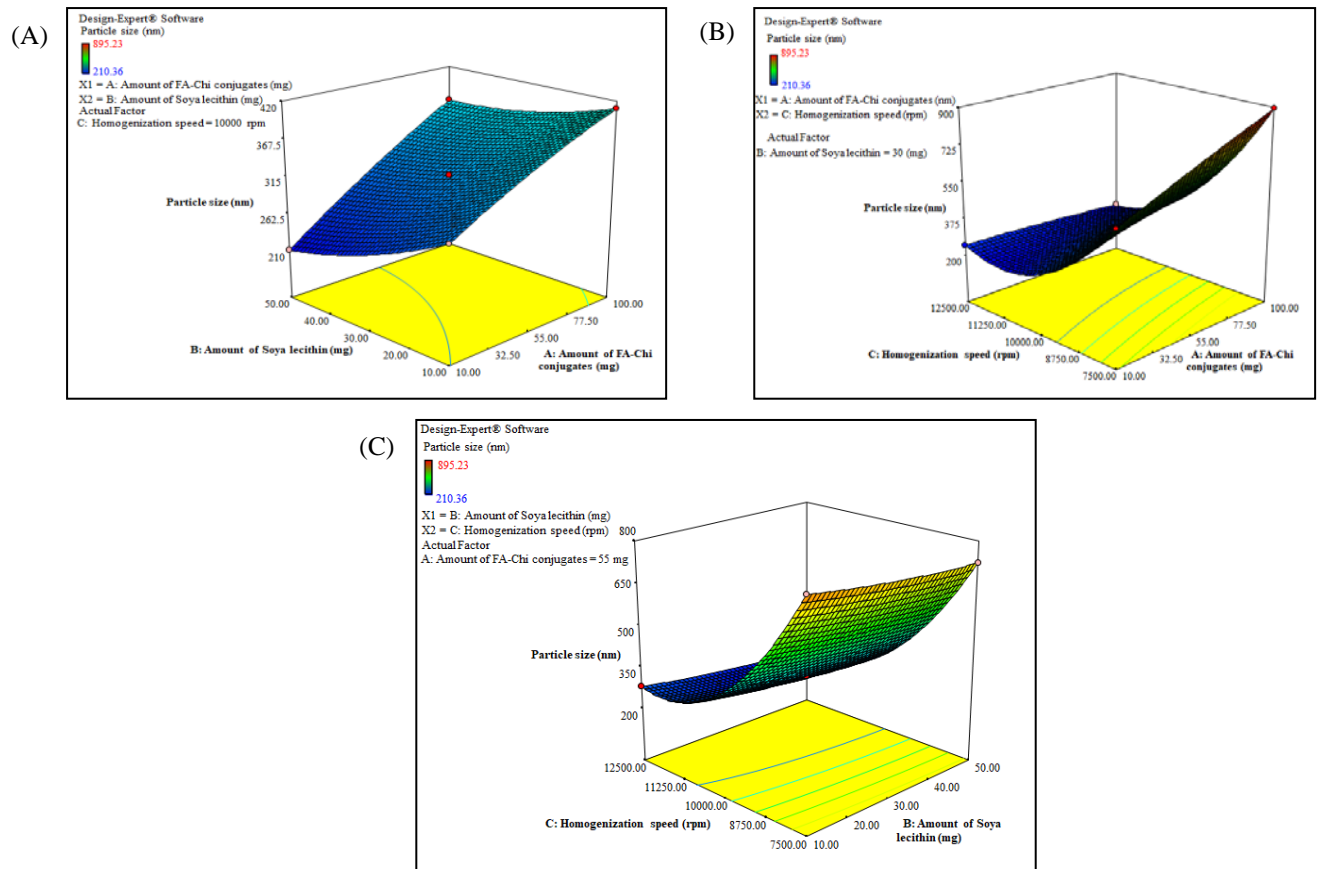 (A)
Design-Expert® Software
Particle size (nm)
895.23
210.36
X1 = A: Amount of FA-Chi conjugates (mg)
X2 = B: Amount of Soya lecithin (mg)
Actual Factor
C: Homogenization speed = 10000 rpm
420
367.5
315
262.5
210
Particle size (nm)
50.00
40.00
30.00
20.00
10.00
B: Amount of Soya lecithin (mg)
10.00
32.50
55.00
77.50
100.00
A: Amount of FA-Chi
conjugates (mg)
(B)
Design-Expert® Software
Particle size (nm)
895.23
210.36
X1 = A: Amount of FA-Chi conjugates (nm)
X2 = C: Homogenization speed (rpm)
Actual Factor
B: Amount of Soya lecithin = 30 (mg)
900
725
550
375
200
Particle size (nm)
12500.00
11250.00
10000.00
8750.00
7500.00
C: Homogenization speed (rpm)
10.00
32.50
55.00
77.50
100.00
A: Amount of FA-Chi
conjugates (mg)
(C)
Design-Expert® Software
Particle size (nm)
895.23
210.36
X1 = B: Amount of Soya lecithin (mg)
X2 = C: Homogenization speed (rpm)
Actual Factor
A: Amount of FA-Chi conjugates = 55 mg
800
650
500
350
200
Particle size (nm)
12500.00
11250.00
10000.00
8750.00
7500.00
C: Homogenization speed (rpm)
10.00
20.00
30.00
40.00
50.00
B: Amount of Soya
lecithin (mg)